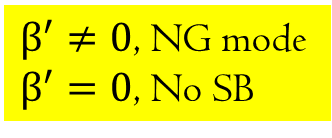 β′ ≠ 0, NG mode
β′ = 0, No SB